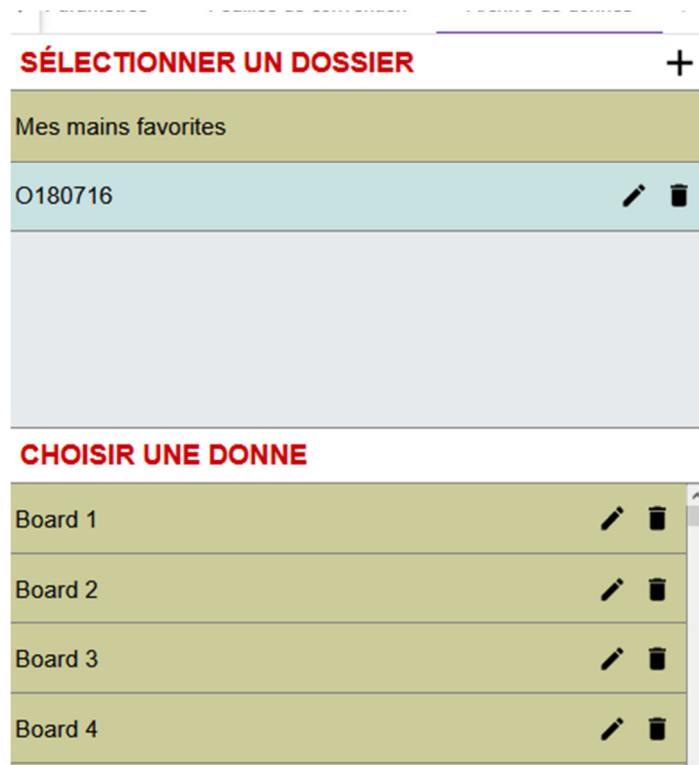 SÉLECTIONNER UN DOSSIER
Mes mains favorites
O180716
CHOISIR UNE DONNE
Board 1
Board 2
Board 3
Board 4